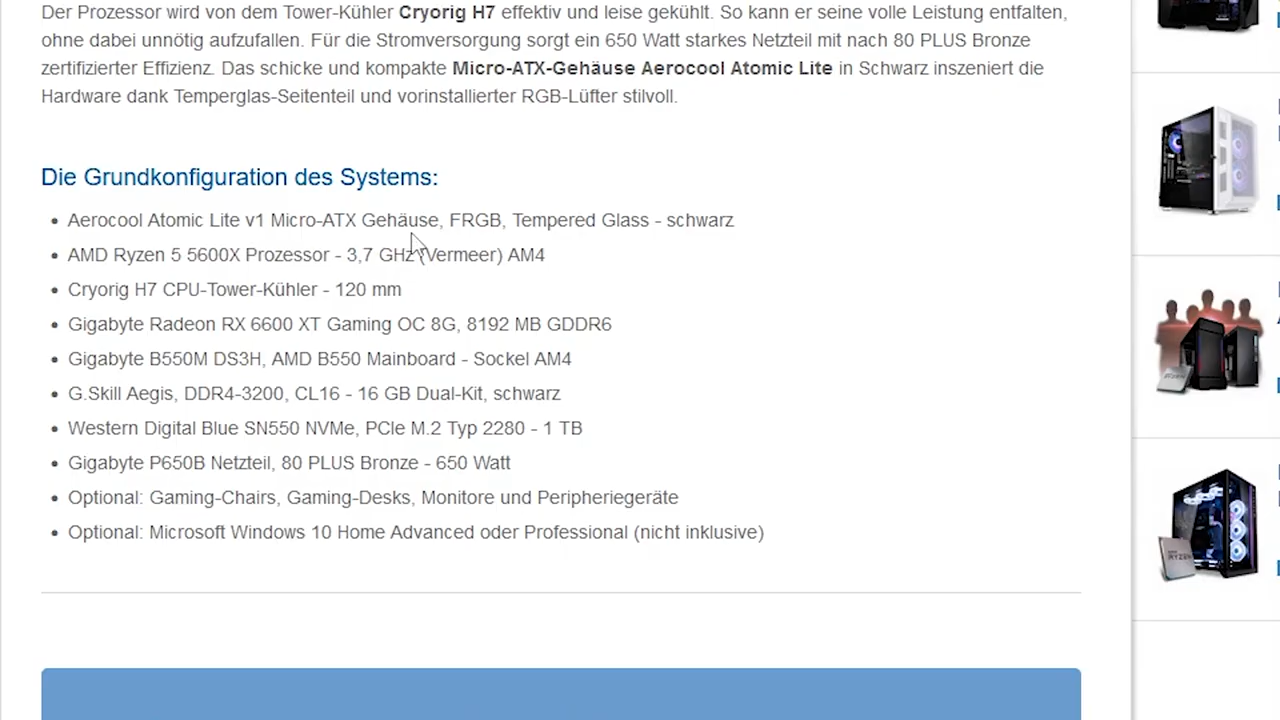 Der Prozessor wird von dem Tower-Kühler Cryorig H7 effektiv und leise gekühlt. So kann er seine volle Leistung entfalten,
ohne dabei unnötig aufzufallen. Für die Stromversorgung sorgt ein 650 Watt starkes Netzteil mit nach 80 PLUS Bronze
zertifizierter Effizienz. Das schicke und kompakte Micro-ATX-Gehäuse Aerocool Atomic Lite in Schwarz inszeniert die
Hardware dank Temperglas-Seitenteil und vorinstallierter RGB-Lüfter stilvoll.
Die Grundkonfiguration des Systems:
• Aerocool Atomic Lite v1 Micro-ATX Gehäuse, FRGB, Tempered Glass - schwarz
• AMD Ryzen 5 5600X Prozessor - 3,7 GHz (Vermeer) AM4
• Cryorig H7 CPU-Tower-Kühler - 120 mm
• Gigabyte Radeon RX 6600 XT Gaming OC 8G, 8192 MB GDDR6
• Gigabyte B550M DS3H, AMD B550 Mainboard - Sockel AM4
• G.Skill Aegis, DDR4-3200, CL16 - 16 GB Dual-Kit, schwarz
• Western Digital Blue SN550 NVMe, PCIe M.2 Typ 2280 - 1 TB
• Gigabyte P650B Netzteil, 80 PLUS Bronze - 650 Watt
• Optional: Gaming-Chairs, Gaming-Desks, Monitore und Peripheriegeräte
• Optional: Microsoft Windows 10 Home Advanced oder Professional (nicht inklusive)
RYZEN